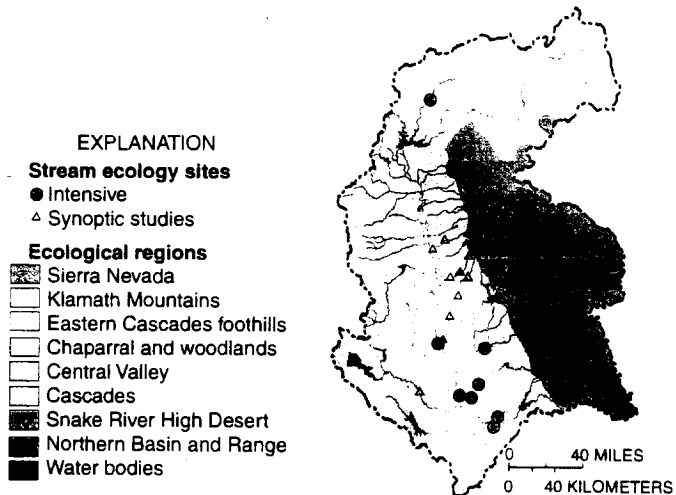 EXPLANATION
Stream ecology sites
Intensive
Synoptic studies
Ecological regions
Sierra Nevada
Klamath Mountains
Eastern Cascades foothills
Chaparral and woodlands
Central Valley
Cascades
Snake River High Desert
Northern Basin and Range
Water bodies
0 40 MILES
0 40 KILOMETERS